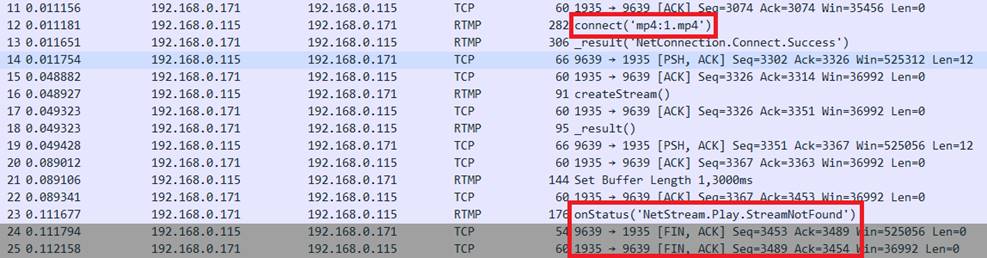 11 0.011156 192.168.0.171 192.168.0.115 TCP 60 1935 → 9639 [ACK] Seq=3074 Ack=3074 Win=35456 Len=0
12 0.011181 192.168.0.115 192.168.0.171 RTMP 282 connect('mp4:1.mp4')
13 0.011651 192.168.0.171 192.168.0.115 RTMP 306 _result('NetConnection.Connect.Success')
14 0.011754 192.168.0.115 192.168.0.171 TCP 66 9639 → 1935 [PSH, ACK] Seq=3302 Ack=3326 Win=525312 Len=12
15 0.048882 192.168.0.171 192.168.0.115 TCP 60 1935 → 9639 [ACK] Seq=3326 Ack=3314 Win=36992 Len=0
16 0.048927 192.168.0.115 192.168.0.171 RTMP 91 createStream()
17 0.049323 192.168.0.171 192.168.0.115 TCP 60 1935 → 9639 [ACK] Seq=3326 Ack=3351 Win=36992 Len=0
18 0.049323 192.168.0.171 192.168.0.115 RTMP 95 _result()
19 0.049428 192.168.0.115 192.168.0.171 TCP 66 9639 → 1935 [PSH, ACK] Seq=3351 Ack=3367 Win=525056 Len=12
20 0.089012 192.168.0.171 192.168.0.115 TCP 60 1935 → 9639 [ACK] Seq=3367 Ack=3363 Win=36992 Len=0
21 0.089106 192.168.0.115 192.168.0.171 RTMP 144 Set Buffer Length 1,3000ms
22 0.089341 192.168.0.171 192.168.0.115 TCP 60 1935 → 9639 [ACK] Seq=3367 Ack=3453 Win=36992 Len=0
23 0.111677 192.168.0.171 192.168.0.115 RTMP 176 onStatus('NetStream.Play.StreamNotFound')
24 0.111794 192.168.0.115 192.168.0.171 TCP 54 9639 → 1935 [FIN, ACK] Seq=3453 Ack=3489 Win=525056 Len=0
25 0.112158 192.168.0.171 192.168.0.115 TCP 60 1935 → 9639 [FIN, ACK] Seq=3489 Ack=3454 Win=36992 Len=0